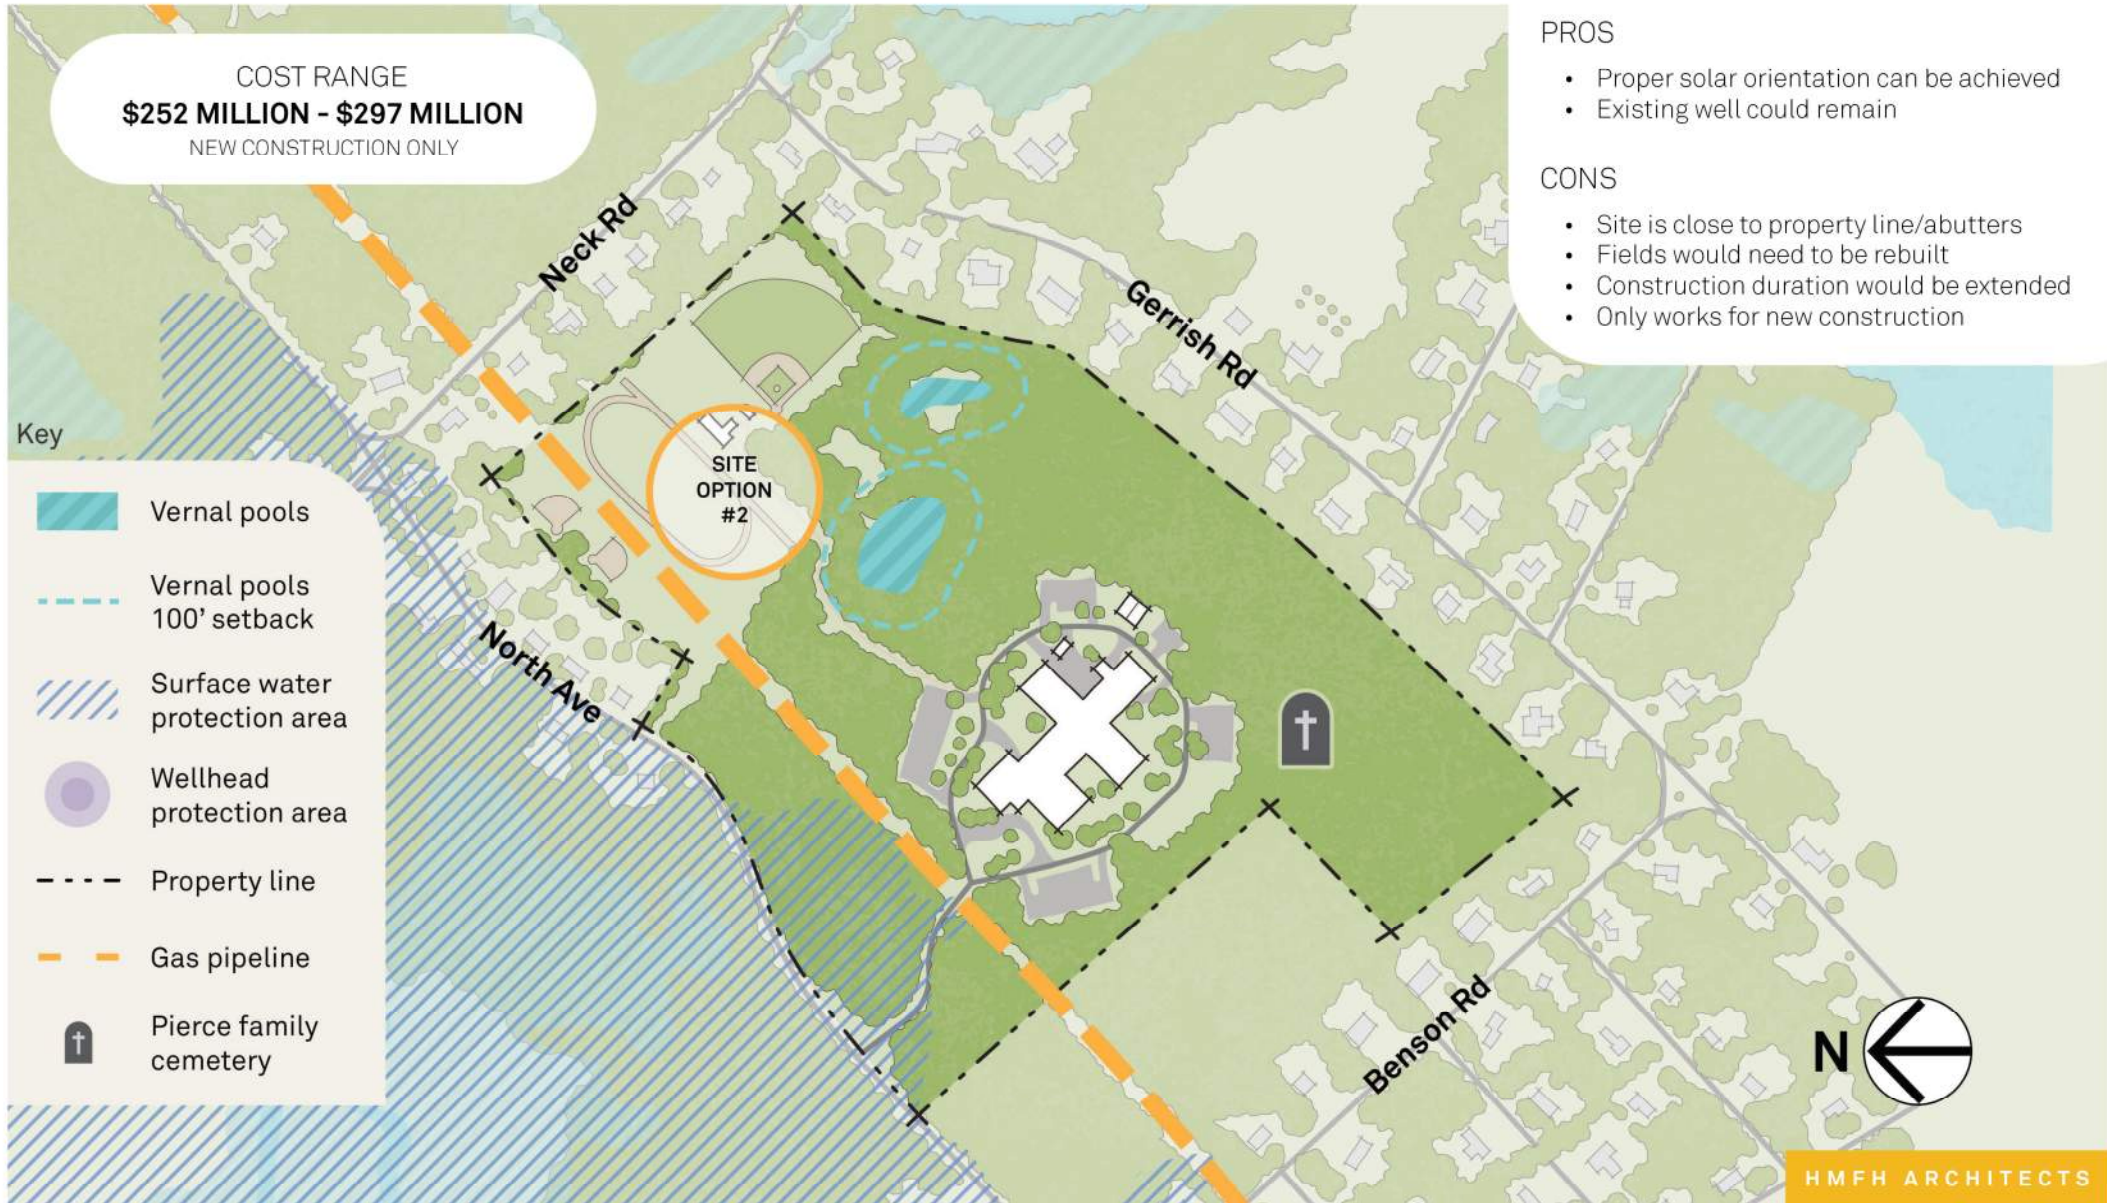 COST RANGE
$252 MILLION - $297 MILLION
NEW CONSTRUCTION ONLY
PROS
• Proper solar orientation can be achieved
• Existing well could remain
CONS
• Site is close to property line/abutters
• Fields would need to be rebuilt
• Construction duration would be extended
• Only works for new construction
Neck Rd
Gerrish Rd
SITE
OPTION
#2
North Ave
Benson Rd
Key
Vernal pools
Vernal pools
100' setback
Surface water
protection area
Wellhead
protection area
Property line
Gas pipeline
Pierce family
cemetery
N
HMFH ARCHITECTS